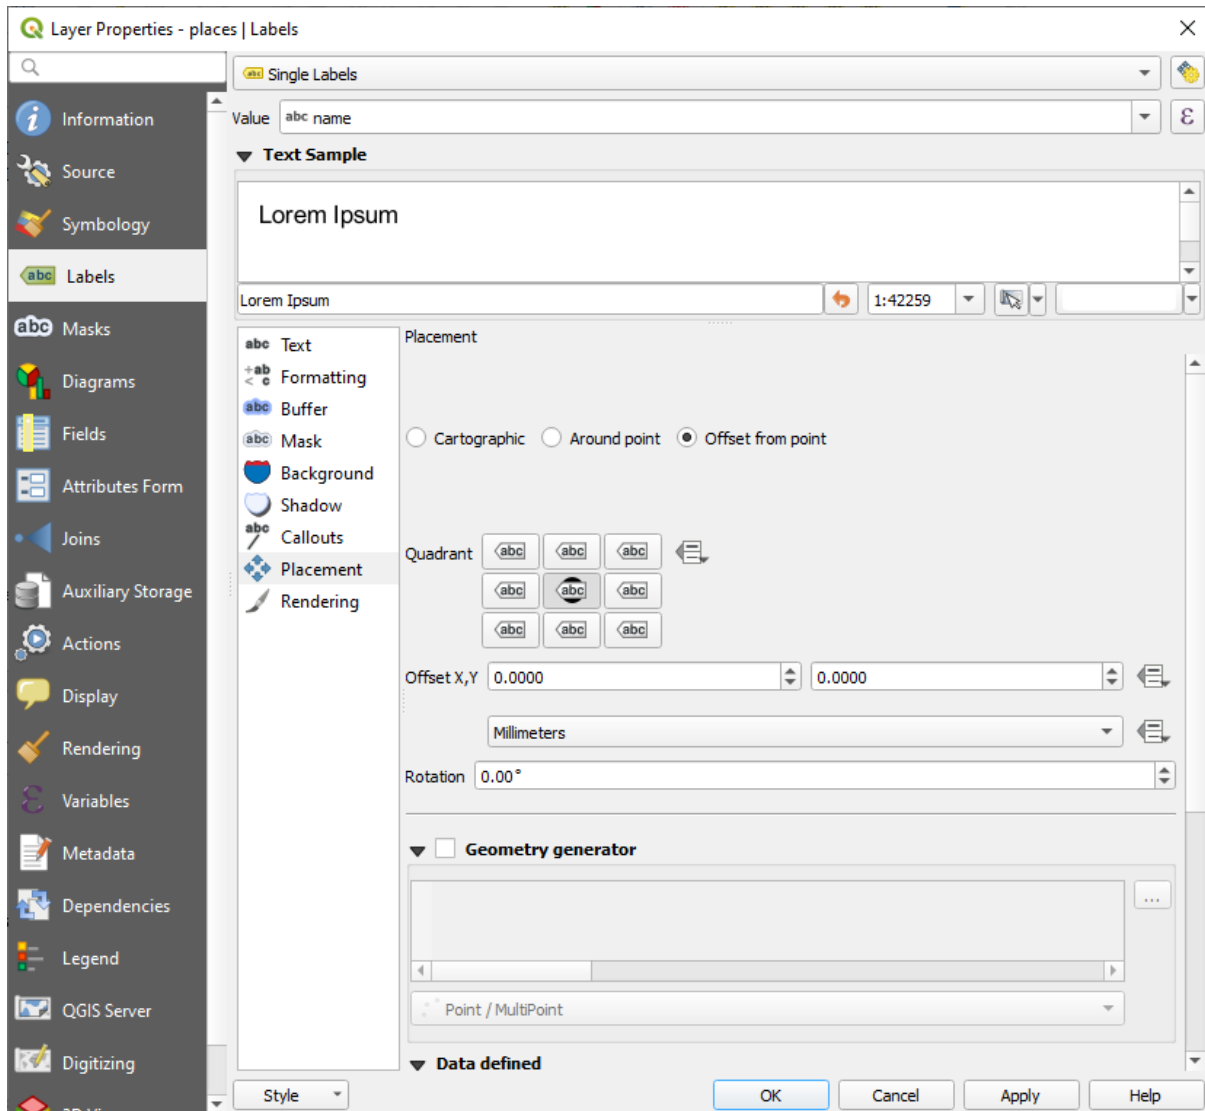 Layer Properties - places | Labels
Single Labels
Information
Value abc name ε
Source
Text Sample
Symbology
Lorem Ipsum
abc Labels
Lorem Ipsum 1:42259
abc Masks
Diagrams
Fields
Attributes Form
Joins
Auxiliary Storage
Actions
Display
Rendering
Variables
Metadata
Dependencies
Legend
QGIS Server
Digitizing
abc Text
+ab < c Formatting
abc Buffer
abc Mask
Background
Shadow
abc Callouts
Placement
Rendering
Placement
Cartographic Around point Offset from point
Quadrant abc abc abc
abc abc abc
abc abc abc
Offset X,Y 0.0000 0.0000
Millimeters
Rotation 0.00°
Geometry generator
...
Point / MultiPoint
Data defined
Style OK Cancel Apply Help